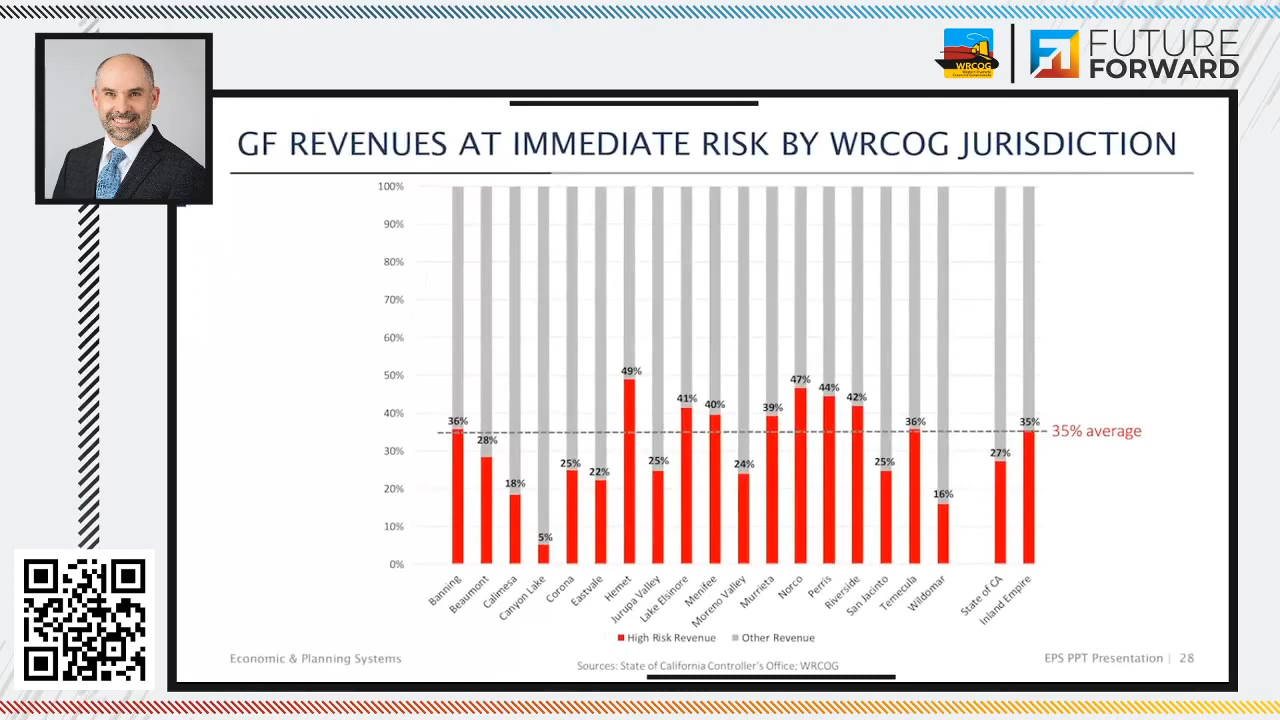 WRCOG
FUTURE
FORWARD
GF REVENUES AT IMMEDIATE RISK BY WRCOG JURISDICTION
100%
90%
80%
70%
60%
50%
40%
30%
20%
10%
0%
36%
28%
18%
5%
25%
22%
49%
25%
41%
40%
24%
39%
47%
44%
42%
25%
36%
16%
27%
35%
35% average
Banning
Beaumont
Calimesa
Canyon Lake
Corona
Eastvale
Hemet
Jurupa Valley
Lake Elsinore
Menifee
Moreno Valley
Murrieta
Norco
Perris
Riverside
San Jacinto
Temecula
Wildomar
State of CA
Inland Empire
High Risk Revenue
Other Revenue
Economic & Planning Systems
Sources: State of California Controller's Office; WRCOG
EPS PPT Presentation | 28